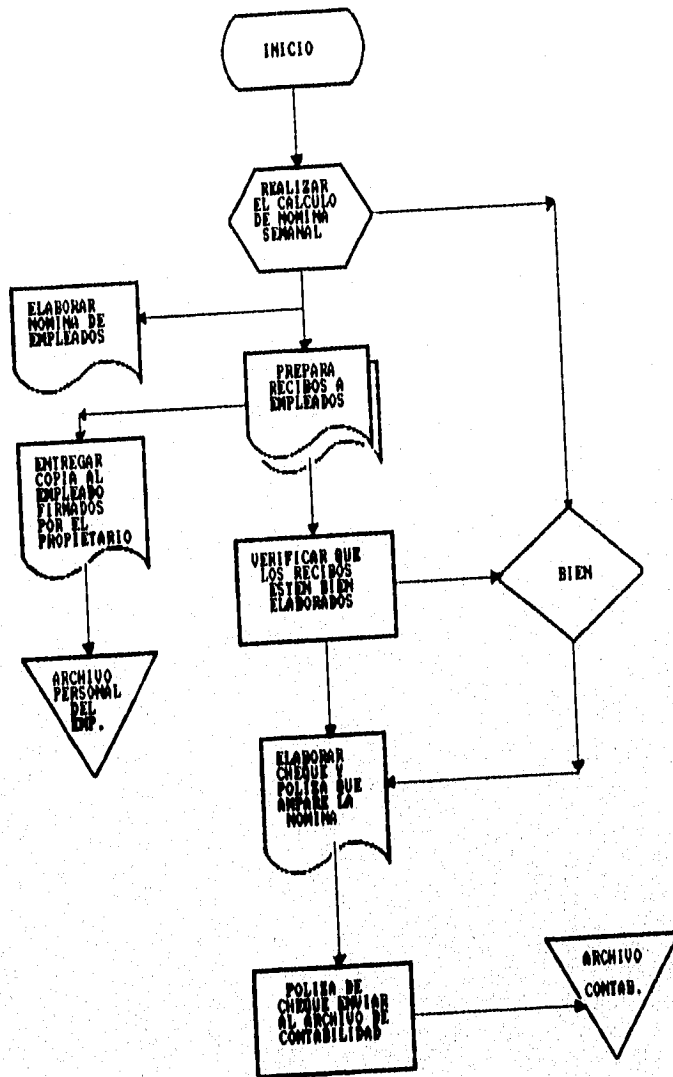 INICIO
REALIZAR
EL CALCULO
DE NOMINA
SEMANAL
ELABORAR
NOMINA DE
EMPLEADOS
PREPARA
RECIBOS A
EMPLEADOS
ENTREGAR
COPIA AL
EMPLEADO
FIRMADOS
POR EL
PROPIETARIO
VERIFICAR QUE
LOS RECIBOS
ESTEN BIEN
ELABORADOS
BIEN
ARCHIVO
PERSONAL
DEL
EMP.
ELABORAR
CHEQUE Y
POLIZA QUE
AMPARE LA
NOMINA
POLIZA DE
CHEQUE ENVIAR
AL ARCHIVO DE
CONTABILIDAD
ARCHIVO
CONTAB.